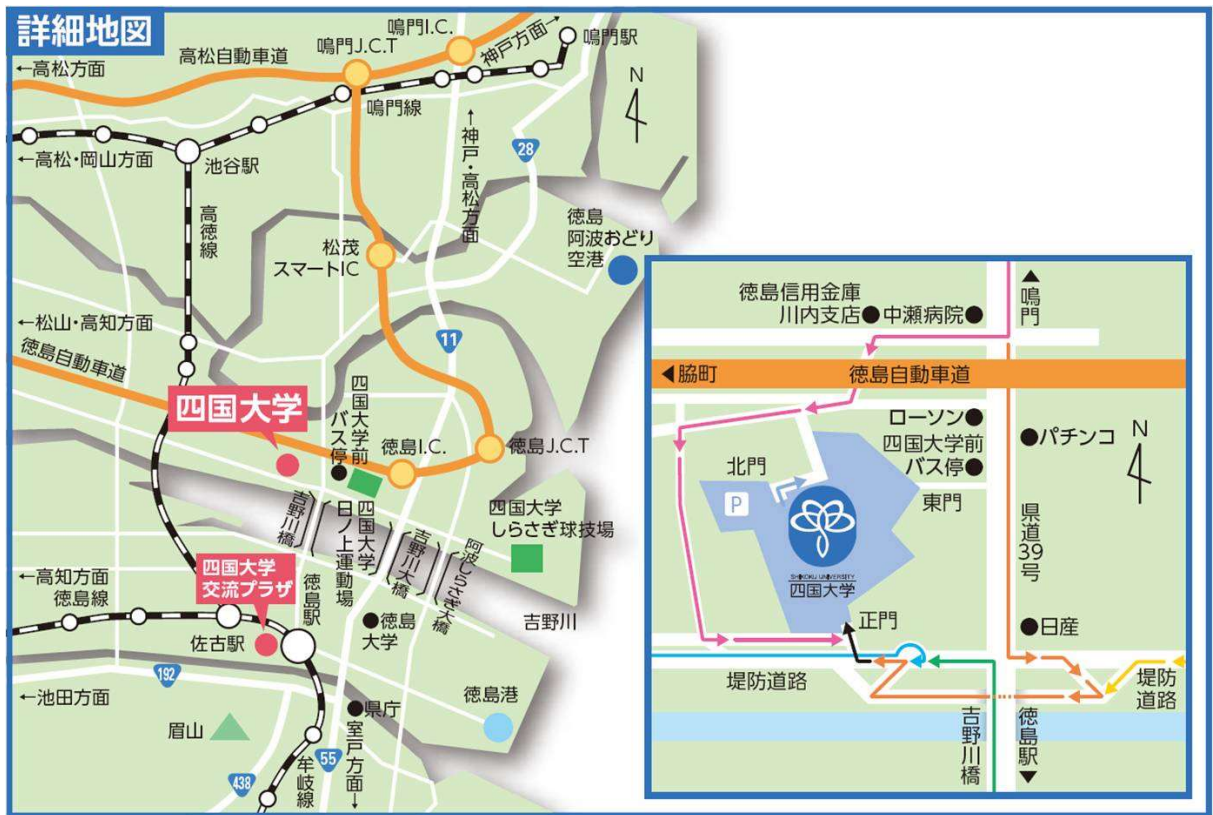 詳細地図
鳴門J.C.T
鳴門I.C.
神戸方面→
鳴門駅
高松自動車道
←高松方面
鳴門線
N
←高松・岡山方面
池谷駅
←神戸・高松方面
28
高徳線
徳島
阿波おどり
空港
松茂
スマートIC
←松山・高知方面
徳島自動車道
11
四国大学
四国大学前
バス停
徳島I.C.
徳島J.C.T
吉野川橋
四国大学
日ノ上運動場
吉野川大橋
阿波しらさぎ大橋
四国大学
しらさぎ球技場
←高知方面
徳島線
四国大学
交流プラザ
徳島駅
佐古駅
徳島
大学
吉野川
192
←池田方面
眉山
県庁
徳島港
室戸方面→
55
438
牟岐線
徳島信用金庫
川内支店
中瀬病院
▲鳴門
◀脇町
徳島自動車道
ローソン
四国大学前
バス停
パチンコ
N
北門
P
東門
SHIKOKU UNIVERSITY
四国大学
県道39号
正門
日産
堤防道路
堤防
道路
吉野川橋
徳島駅▼